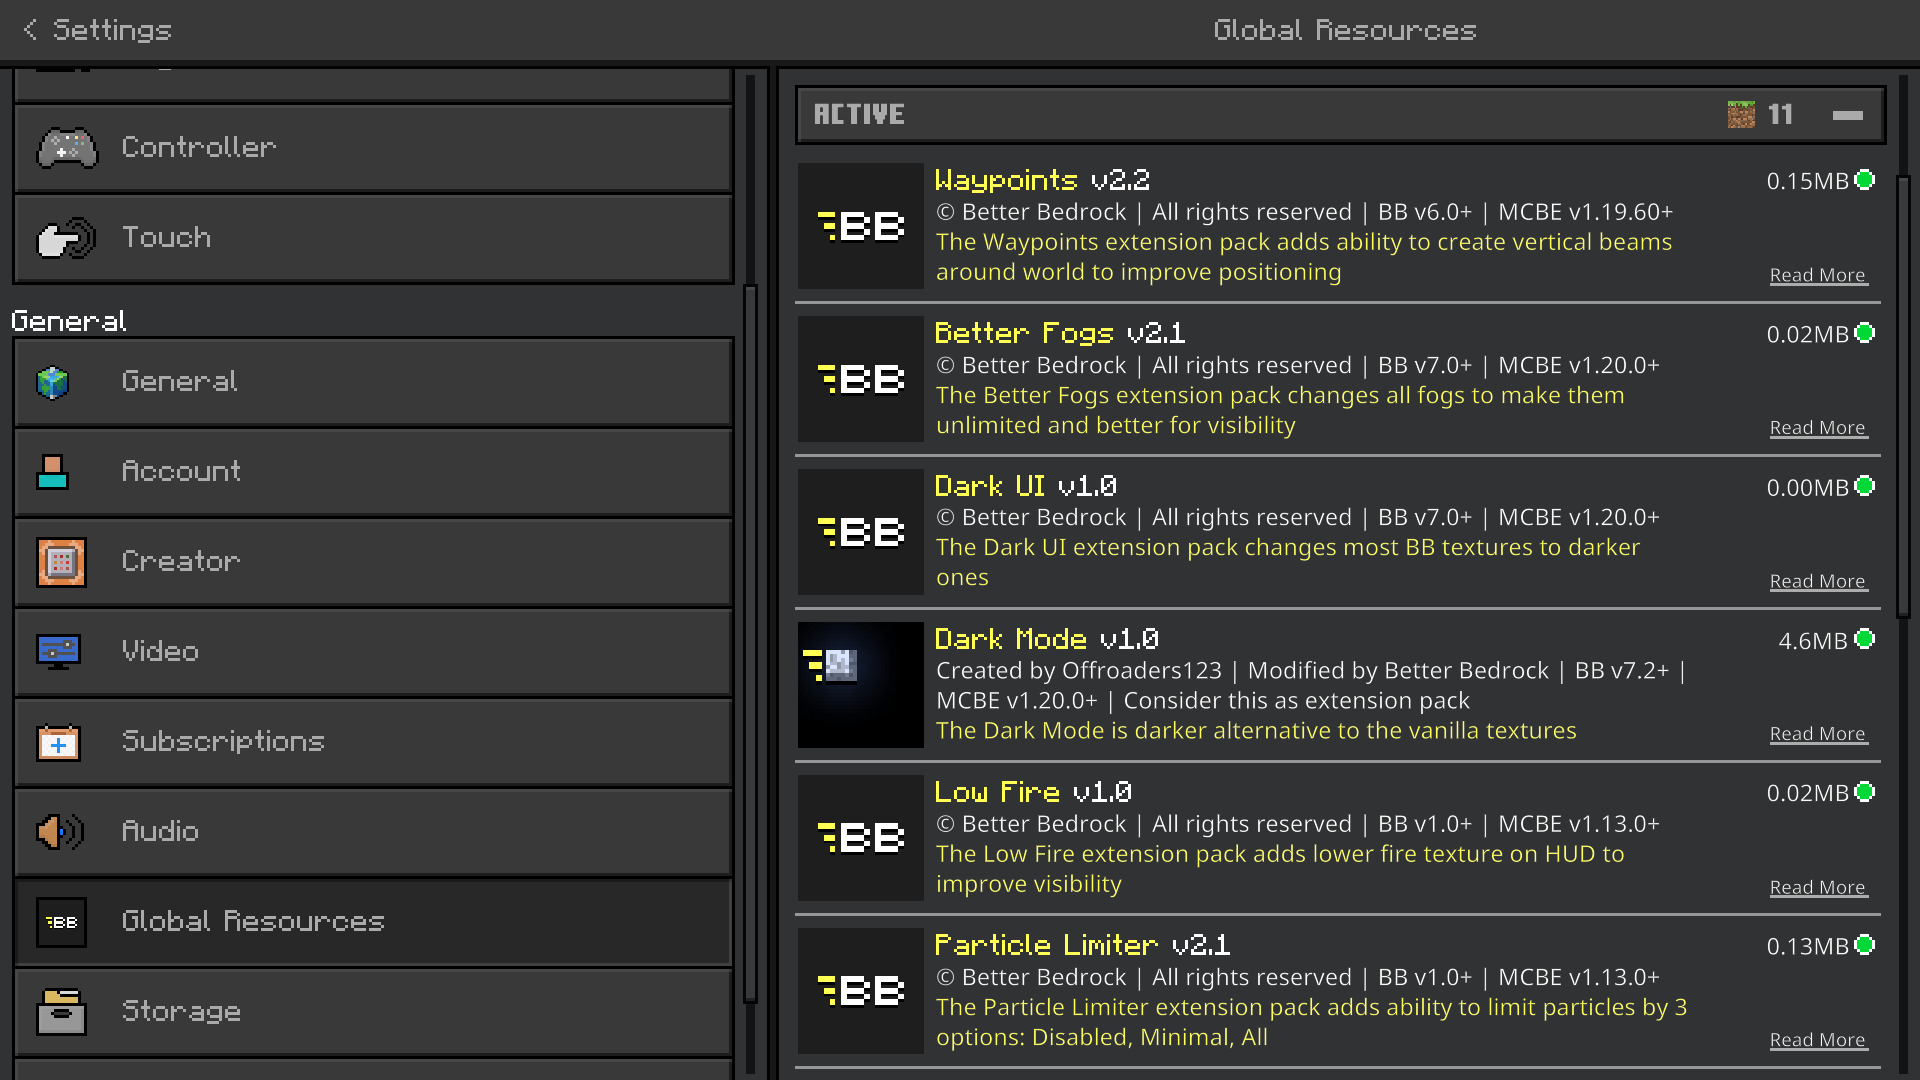 Settings
Global Resources
Controller
Touch
General
General
Account
Creator
Video
Subscriptions
Audio
BB
Global Resources
Storage
ACTIVE
11
BB
Waypoints v2.2
0.15MB
© Better Bedrock | All rights reserved | BB v6.0+ | MCBE v1.19.60+
The Waypoints extension pack adds ability to create vertical beams
around world to improve positioning
Read More
BB
Better Fogs v2.1
0.02MB
© Better Bedrock | All rights reserved | BB v7.0+ | MCBE v1.20.0+
The Better Fogs extension pack changes all fogs to make them
unlimited and better for visibility
Read More
BB
Dark UI v1.0
0.00MB
© Better Bedrock | All rights reserved | BB v7.0+ | MCBE v1.20.0+
The Dark UI extension pack changes most BB textures to darker
ones
Read More
Dark Mode v1.0
4.6MB
Created by Offroaders123 | Modified by Better Bedrock | BB v7.2+ |
MCBE v1.20.0+ | Consider this as extension pack
The Dark Mode is darker alternative to the vanilla textures
Read More
BB
Low Fire v1.0
0.02MB
© Better Bedrock | All rights reserved | BB v1.0+ | MCBE v1.13.0+
The Low Fire extension pack adds lower fire texture on HUD to
improve visibility
Read More
BB
Particle Limiter v2.1
0.13MB
© Better Bedrock | All rights reserved | BB v1.0+ | MCBE v1.13.0+
The Particle Limiter extension pack adds ability to limit particles by 3
options: Disabled, Minimal, All
Read More